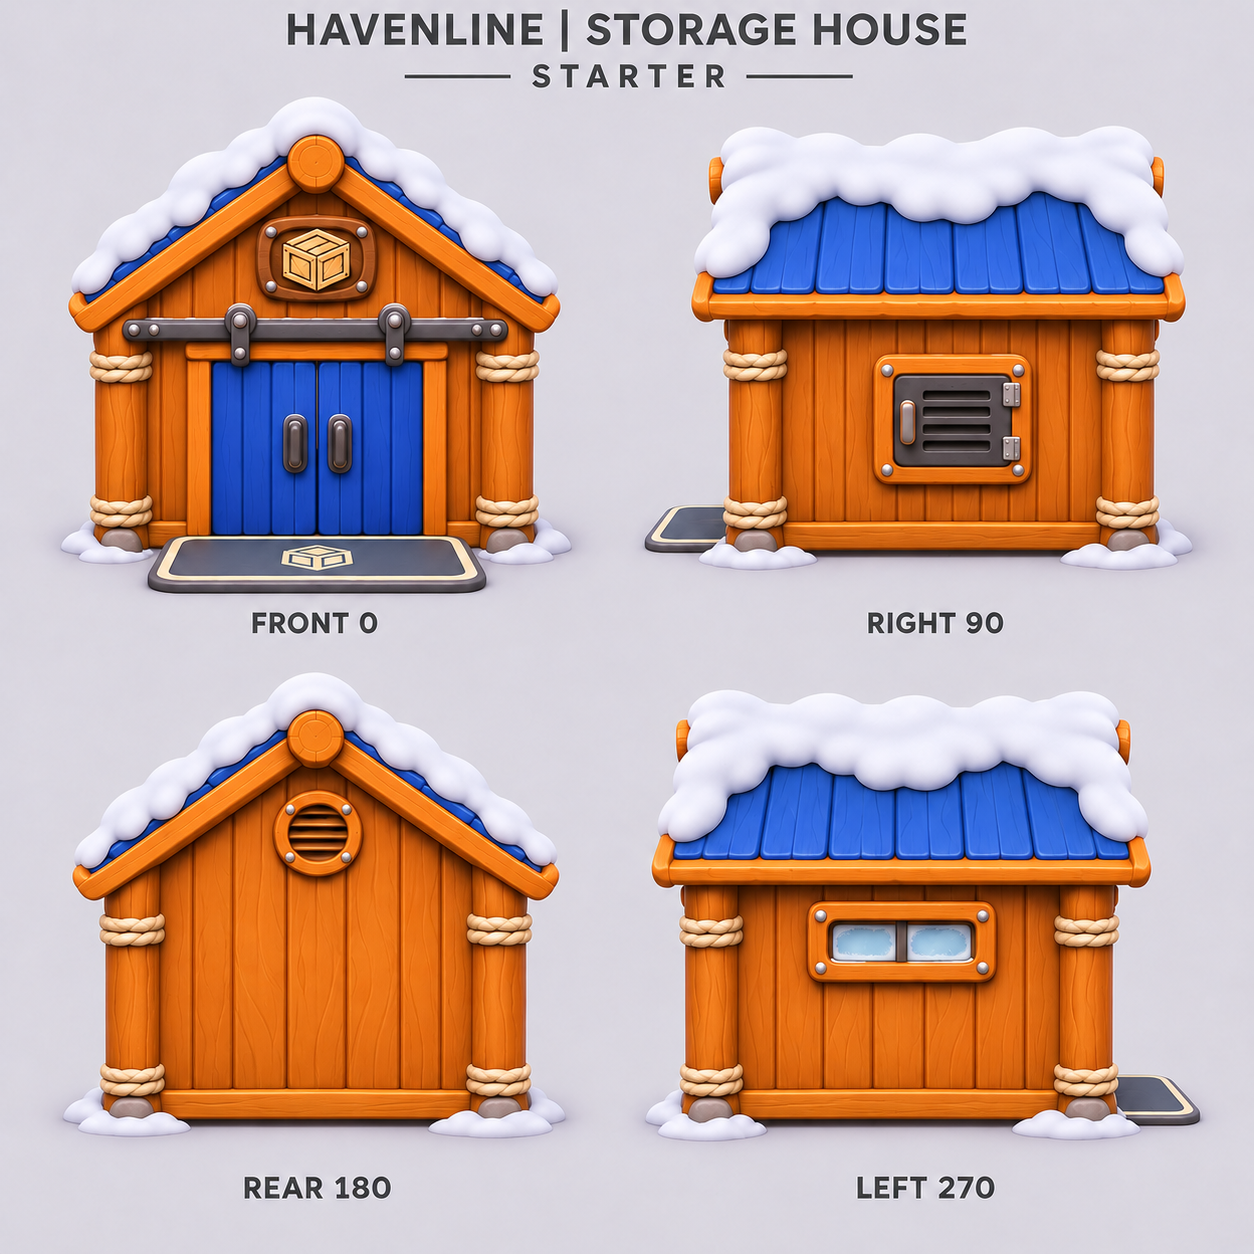 HAVENLINE | STORAGE HOUSE
STARTER
FRONT 0
RIGHT 90
REAR 180
LEFT 270